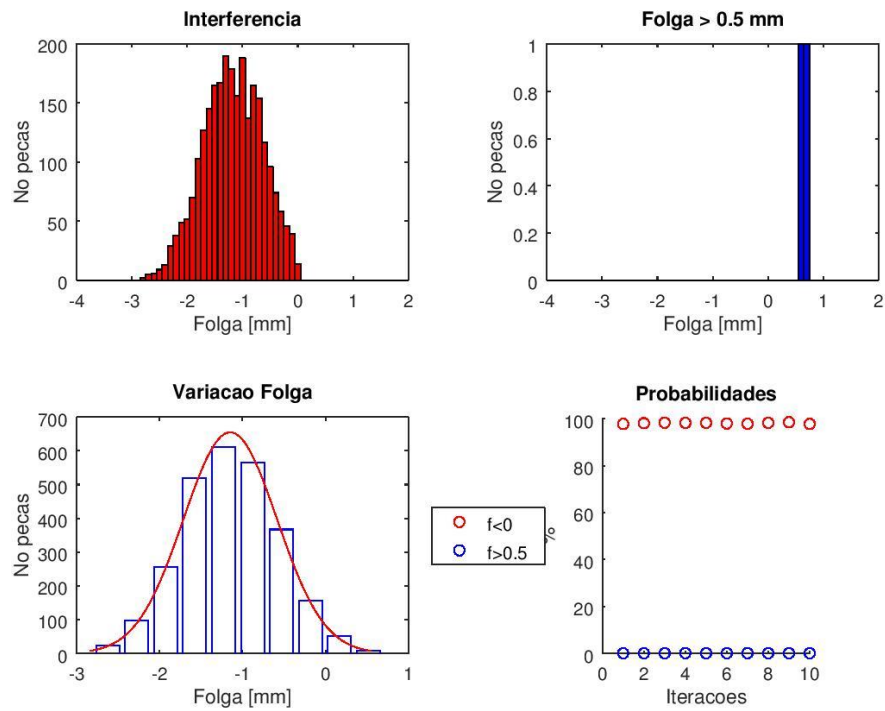 Interferencia
200
150
100
50
0
No pecas
-4 -3 -2 -1 0 1 2
Folga [mm]
Folga > 0.5 mm
1
0.8
0.6
0.4
0.2
0
No pecas
-4 -3 -2 -1 0 1 2
Folga [mm]
Variacao Folga
700
600
500
400
300
200
100
0
No pecas
-3 -2 -1 0 1
Folga [mm]
f<0
f>0.5
Probabilidades
100
80
60
40
20
0
%
0 2 4 6 8 10
Iteracoes